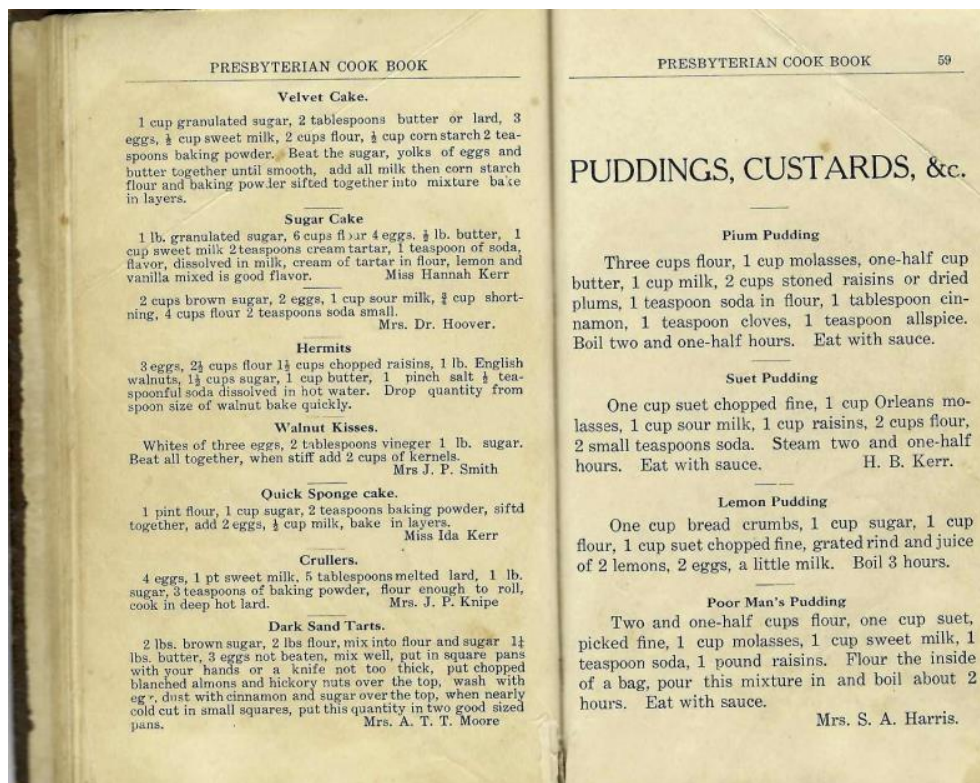 PRESBYTERIAN COOK BOOK
Velvet Cake.
1 cup granulated sugar, 2 tablespoons butter or lard, 3
eggs, ½ cup sweet milk, 2 cups flour, ½ cup corn starch 2 tea-
spoons baking powder. Beat the sugar, yolks of eggs and
butter together until smooth, add all milk then corn starch
flour and baking powder sifted together into mixture bake
in layers.
Sugar Cake
1 lb. granulated sugar, 6 cups flour 4 eggs, ½ lb. butter, 1
cup sweet milk 2 teaspoons cream tartar, 1 teaspoon of soda,
flavor, dissolved in milk, cream of tartar in flour, lemon and
vanilla mixed is good flavor. Miss Hannah Kerr
2 cups brown sugar, 2 eggs, 1 cup sour milk, ¾ cup short-
ning, 4 cups flour 2 teaspoons soda small.
Mrs. Dr. Hoover.
Hermits
3 eggs, 2½ cups flour 1½ cups chopped raisins, 1 lb. English
walnuts, 1½ cups sugar, 1 cup butter, 1 pinch salt ½ tea-
spoonful soda dissolved in hot water. Drop quantity from
spoon size of walnut bake quickly.
Walnut Kisses.
Whites of three eggs, 2 tablespoons vineger 1 lb. sugar.
Beat all together, when stiff add 2 cups of kernels.
Mrs J. P. Smith
Quick Sponge cake.
1 pint flour, 1 cup sugar, 2 teaspoons baking powder, siftd
together, add 2 eggs, ½ cup milk, bake in layers.
Miss Ida Kerr
Crullers.
4 eggs, 1 pt sweet milk, 5 tablespoons melted lard, 1 lb.
sugar, 3 teaspoons of baking powder, flour enough to roll,
cook in deep hot lard. Mrs. J. P. Knipe
Dark Sand Tarts.
2 lbs. brown sugar, 2 lbs flour, mix into flour and sugar 1¼
lbs. butter, 3 eggs not beaten, mix well, put in square pans
with your hands or a knife not too thick, put chopped
blanched almons and hickory nuts over the top, wash with
egg, dust with cinnamon and sugar over the top, when nearly
cold cut in small squares, put this quantity in two good sized
pans. Mrs. A. T. T. Moore
PRESBYTERIAN COOK BOOK 59
PUDDINGS, CUSTARDS, &c.
Plum Pudding
Three cups flour, 1 cup molasses, one-half cup
butter, 1 cup milk, 2 cups stoned raisins or dried
plums, 1 teaspoon soda in flour, 1 tablespoon cin-
namon, 1 teaspoon cloves, 1 teaspoon allspice.
Boil two and one-half hours. Eat with sauce.
Suet Pudding
One cup suet chopped fine, 1 cup Orleans mo-
lasses, 1 cup sour milk, 1 cup raisins, 2 cups flour,
2 small teaspoons soda. Steam two and one-half
hours. Eat with sauce. H. B. Kerr.
Lemon Pudding
One cup bread crumbs, 1 cup sugar, 1 cup
flour, 1 cup suet chopped fine, grated rind and juice
of 2 lemons, 2 eggs, a little milk. Boil 3 hours.
Poor Man's Pudding
Two and one-half cups flour, one cup suet,
picked fine, 1 cup molasses, 1 cup sweet milk, 1
teaspoon soda, 1 pound raisins. Flour the inside
of a bag, pour this mixture in and boil about 2
hours. Eat with sauce.
Mrs. S. A. Harris.